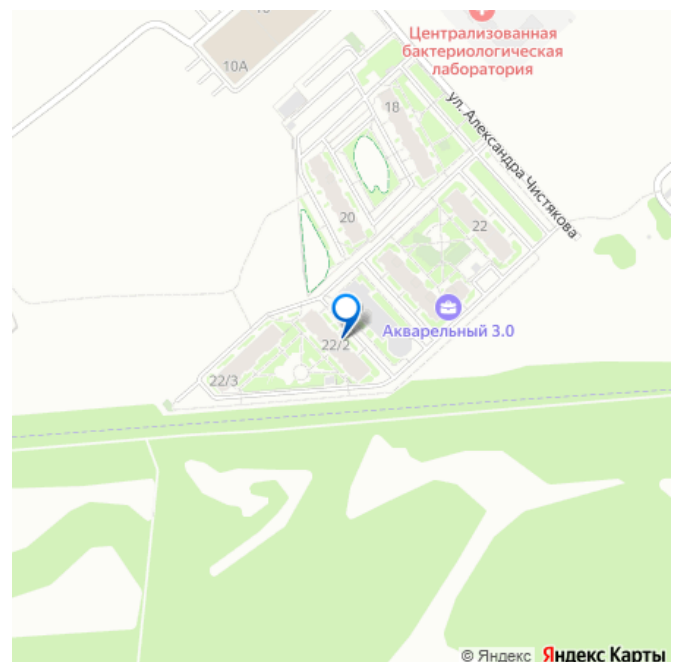 10
10А
Централизованная
бактериологическая
лаборатория
18
ул. Александра Чистякова
20
22
Акварельный 3.0
22/2
22/3
© Яндекс Яндекс Карты